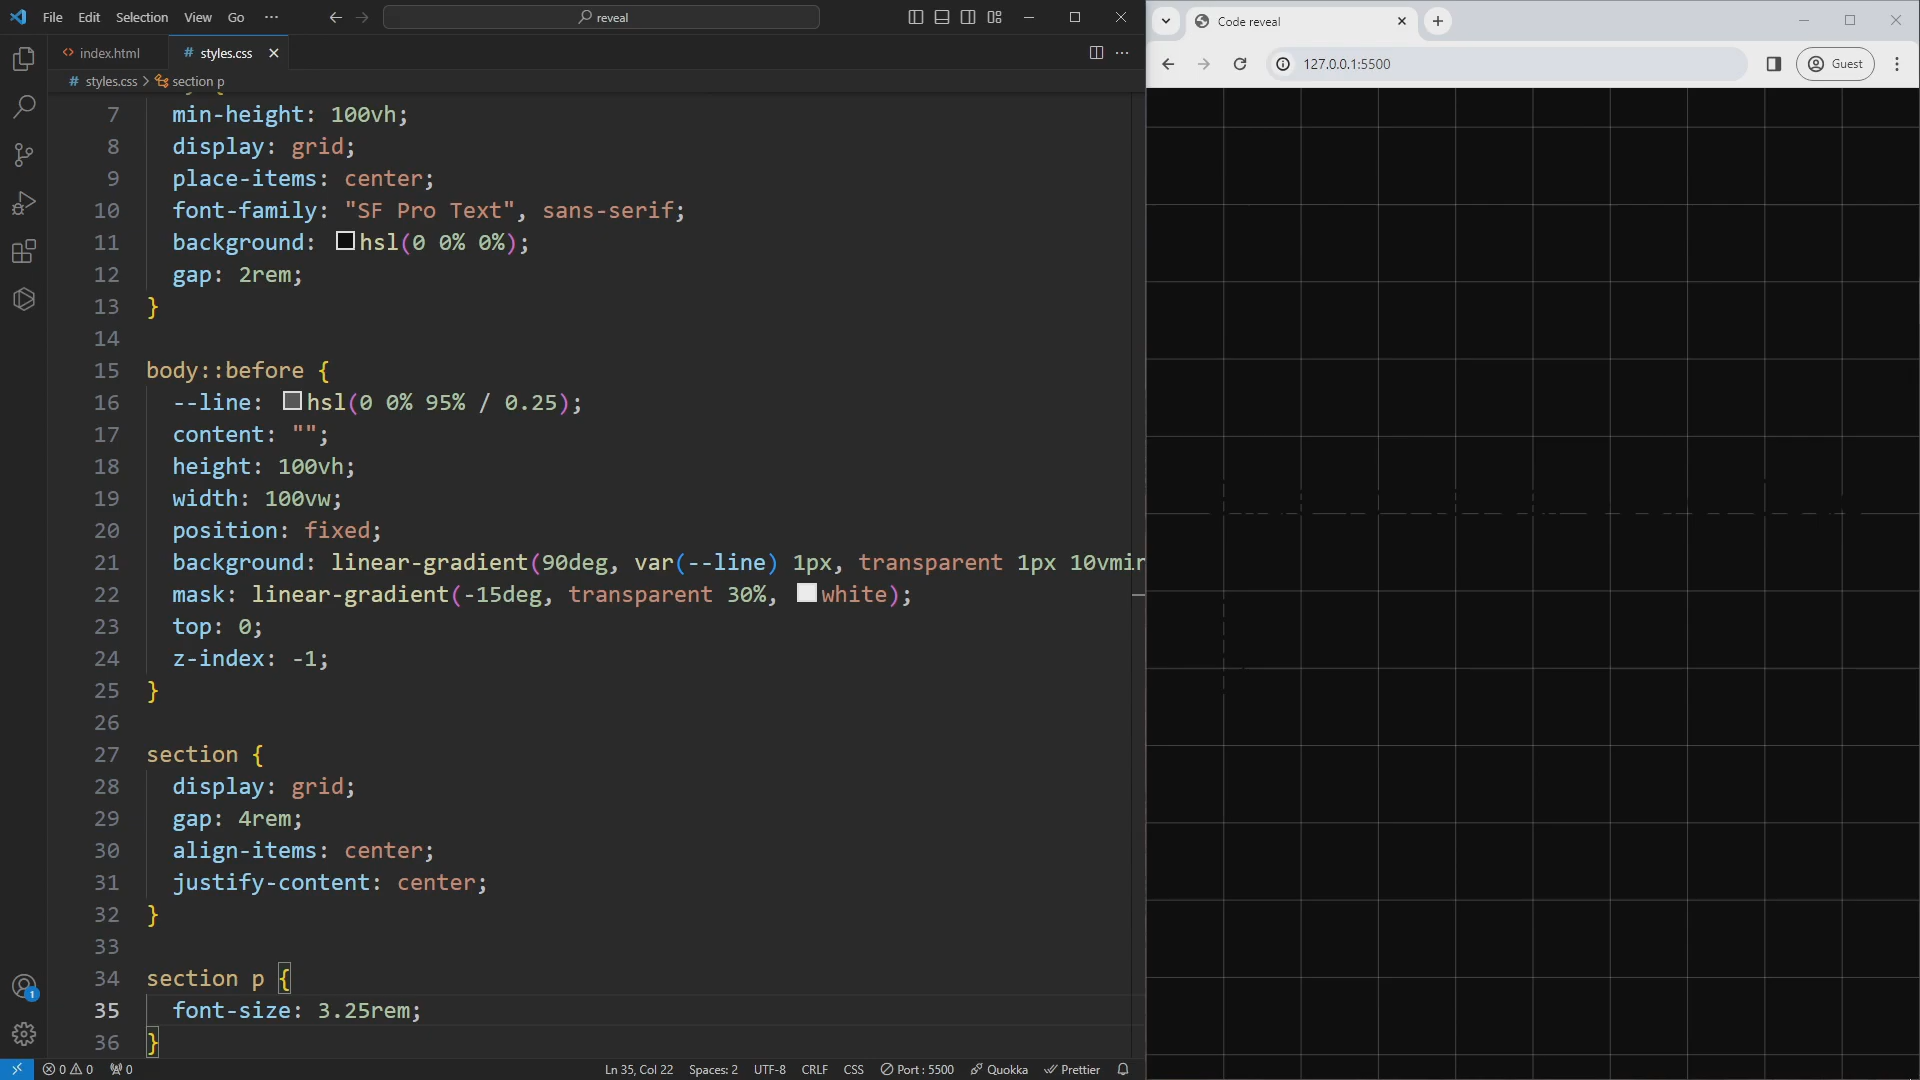 File Edit Selection View Go ··· reveal
index.html styles.css
styles.css > section p
7 min-height: 100vh;
8 display: grid;
9 place-items: center;
10 font-family: "SF Pro Text", sans-serif;
11 background: hsl(0 0% 0%);
12 gap: 2rem;
13 }
14
15 body::before {
16 --line: hsl(0 0% 95% / 0.25);
17 content: "";
18 height: 100vh;
19 width: 100vw;
20 position: fixed;
21 background: linear-gradient(90deg, var(--line) 1px, transparent 1px 10vmin
22 mask: linear-gradient(-15deg, transparent 30%, white);
23 top: 0;
24 z-index: -1;
25 }
26
27 section {
28 display: grid;
29 gap: 4rem;
30 align-items: center;
31 justify-content: center;
32 }
33
34 section p {
35 font-size: 3.25rem;
36 }
1
0 0 0 Ln 35, Col 22 Spaces: 2 UTF-8 CRLF CSS Port : 5500 Quokka Prettier
Code reveal
127.0.0.1:5500 Guest